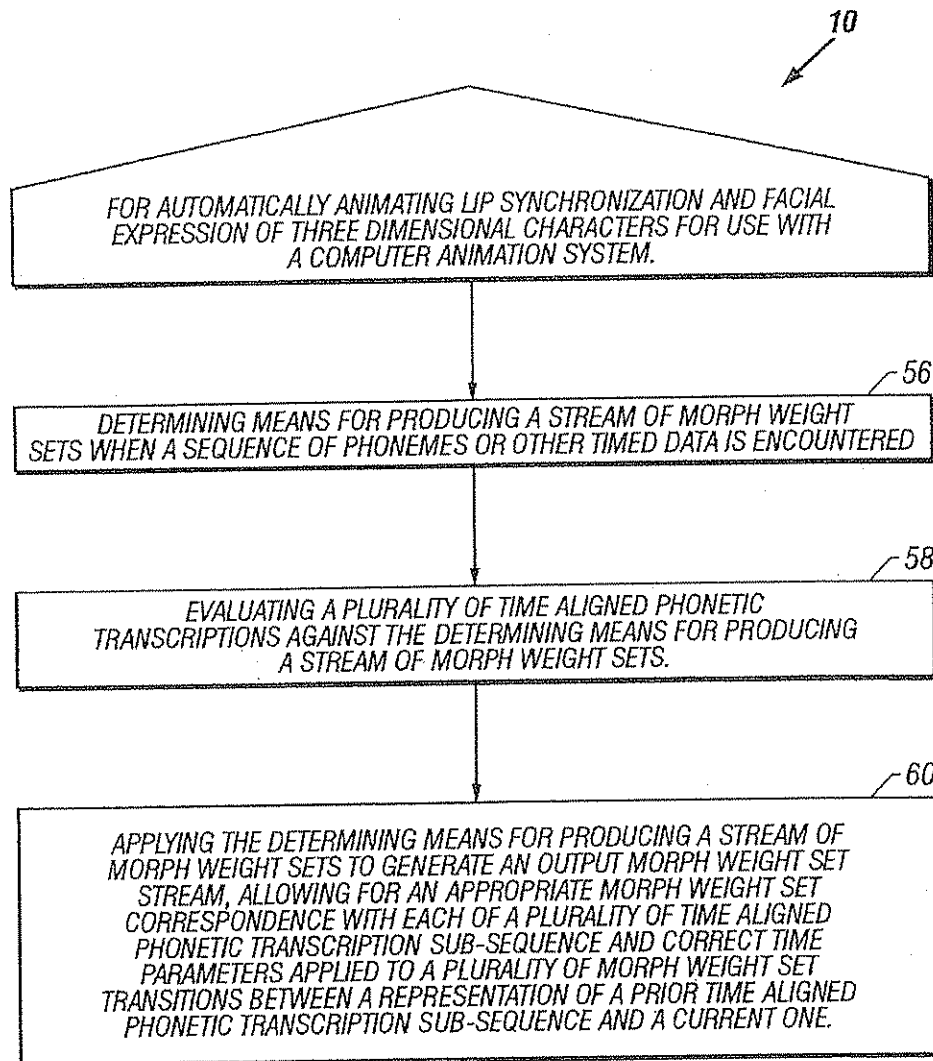 10
FOR AUTOMATICALLY ANIMATING LIP SYNCHRONIZATION AND FACIAL
EXPRESSION OF THREE DIMENSIONAL CHARACTERS FOR USE WITH
A COMPUTER ANIMATION SYSTEM.
56
DETERMINING MEANS FOR PRODUCING A STREAM OF MORPH WEIGHT
SETS WHEN A SEQUENCE OF PHONEMES OR OTHER TIMED DATA IS ENCOUNTERED
58
EVALUATING A PLURALITY OF TIME ALIGNED PHONETIC
TRANSCRIPTIONS AGAINST THE DETERMINING MEANS FOR PRODUCING
A STREAM OF MORPH WEIGHT SETS.
60
APPLYING THE DETERMINING MEANS FOR PRODUCING A STREAM OF
MORPH WEIGHT SETS TO GENERATE AN OUTPUT MORPH WEIGHT SET
STREAM, ALLOWING FOR AN APPROPRIATE MORPH WEIGHT SET
CORRESPONDENCE WITH EACH OF A PLURALITY OF TIME ALIGNED
PHONETIC TRANSCRIPTION SUB-SEQUENCE AND CORRECT TIME
PARAMETERS APPLIED TO A PLURALITY OF MORPH WEIGHT SET
TRANSITIONS BETWEEN A REPRESENTATION OF A PRIOR TIME ALIGNED
PHONETIC TRANSCRIPTION SUB-SEQUENCE AND A CURRENT ONE.